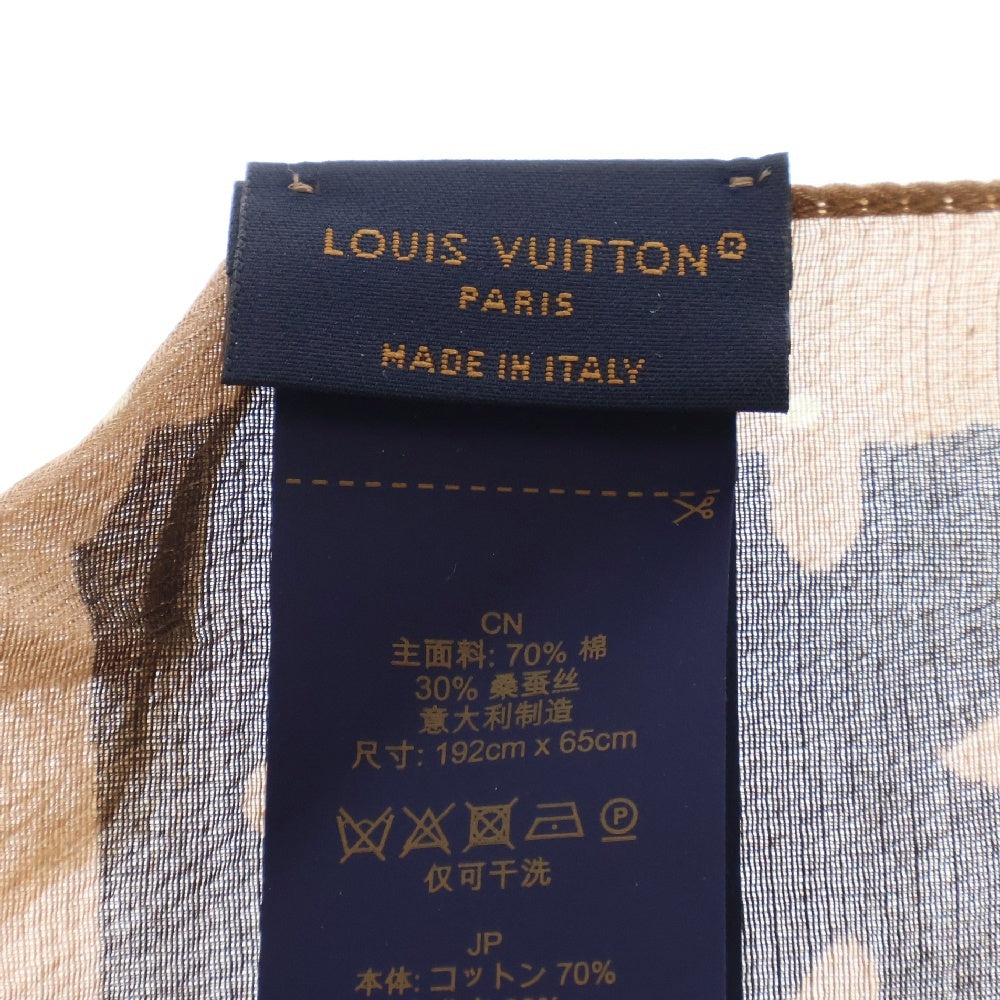 LOUIS VUITTON®
PARIS
MADE IN ITALY
CN
主面料: 70% 棉
30% 桑蚕丝
意大利制造
尺寸: 192cm x 65cm
P
仅可干洗
JP
本体: コットン 70%